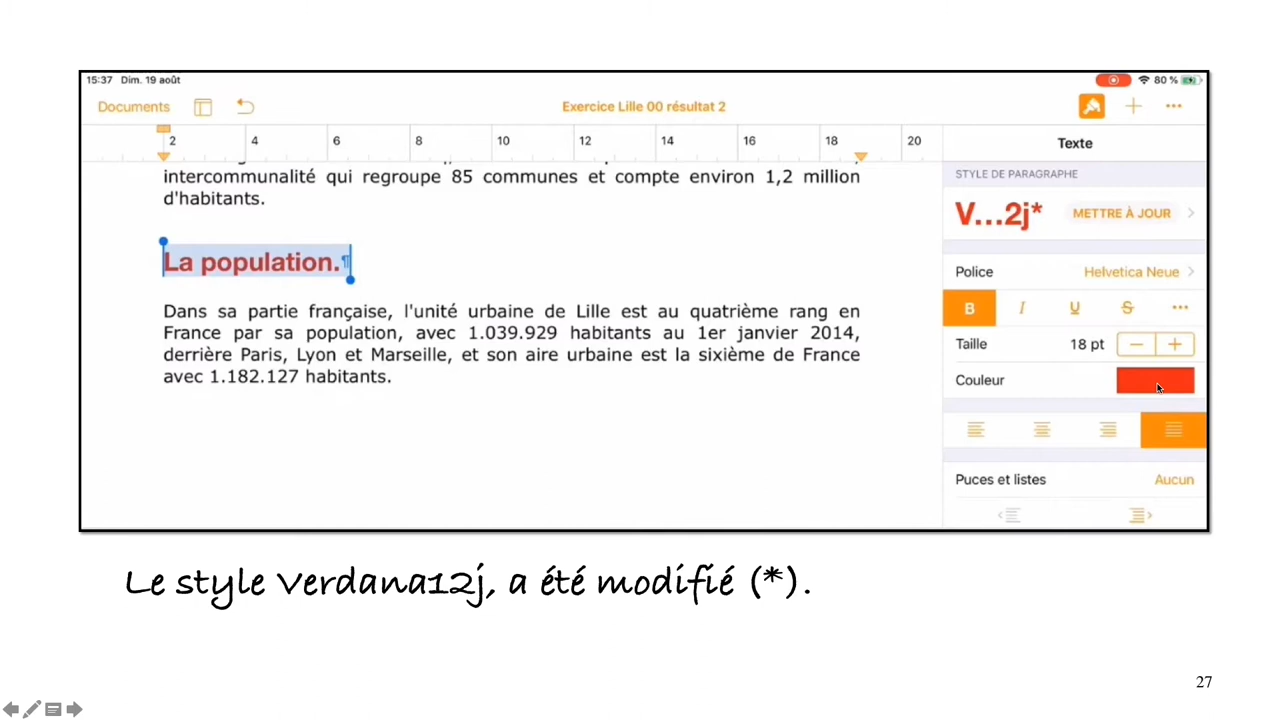 15:37 Dim. 19 août 80 %
Documents Exercice Lille 00 résultat 2
2 4 6 8 10 12 14 16 18 20
Texte
intercommunalité qui regroupe 85 communes et compte environ 1,2 million
d'habitants.
La population.¶
Dans sa partie française, l'unité urbaine de Lille est au quatrième rang en
France par sa population, avec 1.039.929 habitants au 1er janvier 2014,
derrière Paris, Lyon et Marseille, et son aire urbaine est la sixième de France
avec 1.182.127 habitants.
STYLE DE PARAGRAPHE
V...2j* METTRE À JOUR
Police Helvetica Neue
B I U S
Taille 18 pt
Couleur
Puces et listes Aucun
Le style Verdana12j, a été modifié (*).
27